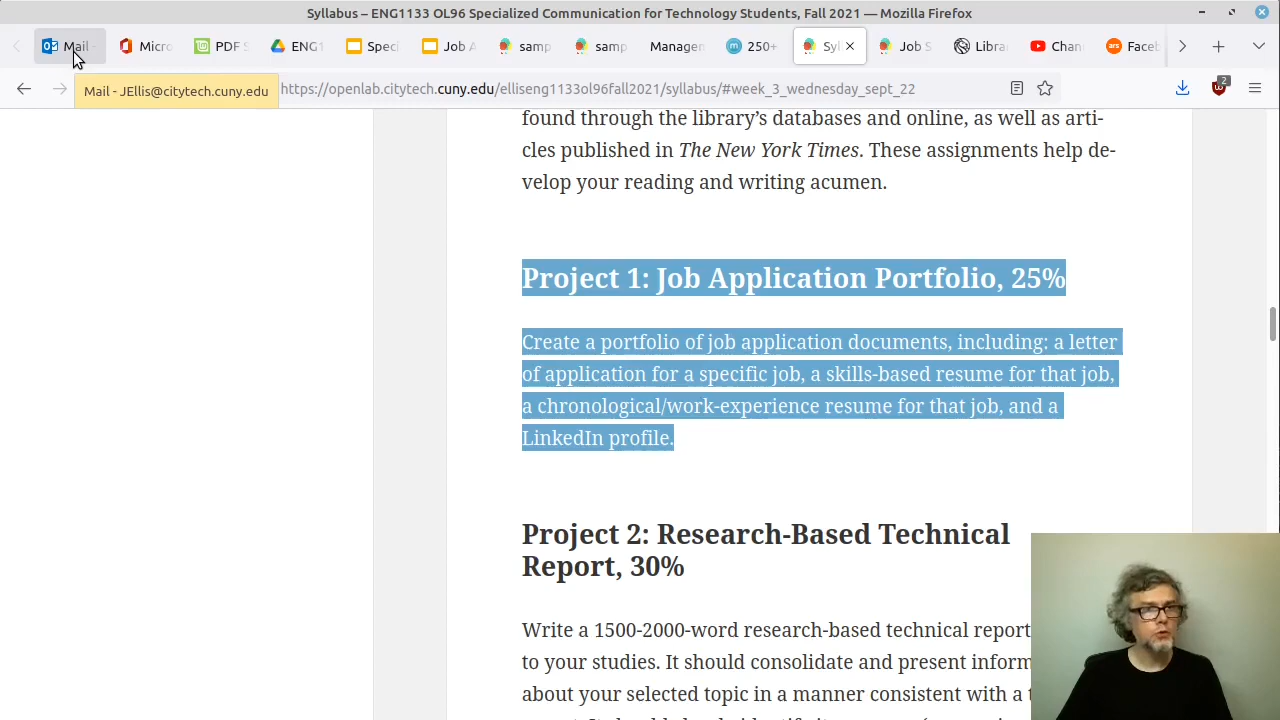 Syllabus – ENG1133 OL96 Specialized Communication for Technology Students, Fall 2021 — Mozilla Firefox
Mail - 
Micro
PDF S
ENG1
Speci
Job A
samp
samp
Manager
250+
Syl
Job S
Libra
Chan
Faceb
Mail - JEllis@citytech.cuny.edu
https://openlab.citytech.cuny.edu/elliseng1133ol96fall2021/syllabus/#week_3_wednesday_sept_22
2
found through the library’s databases and online, as well as arti-
cles published in The New York Times. These assignments help de-
velop your reading and writing acumen.
Project 1: Job Application Portfolio, 25%
Create a portfolio of job application documents, including: a letter
of application for a specific job, a skills-based resume for that job,
a chronological/work-experience resume for that job, and a
LinkedIn profile.
Project 2: Research-Based Technical
Report, 30%
Write a 1500-2000-word research-based technical report
to your studies. It should consolidate and present inform
about your selected topic in a manner consistent with a t